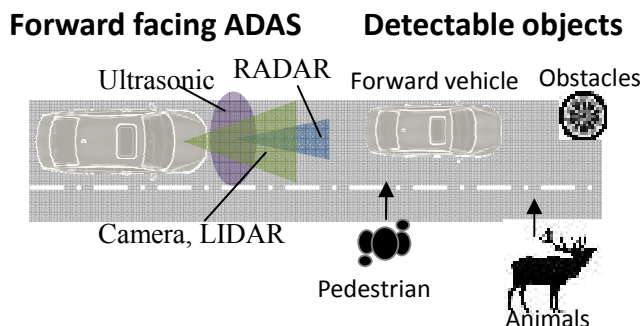 Forward facing ADAS
Detectable objects
Ultrasonic
RADAR
Forward vehicle
Obstacles
Camera, LIDAR
Pedestrian
Animals